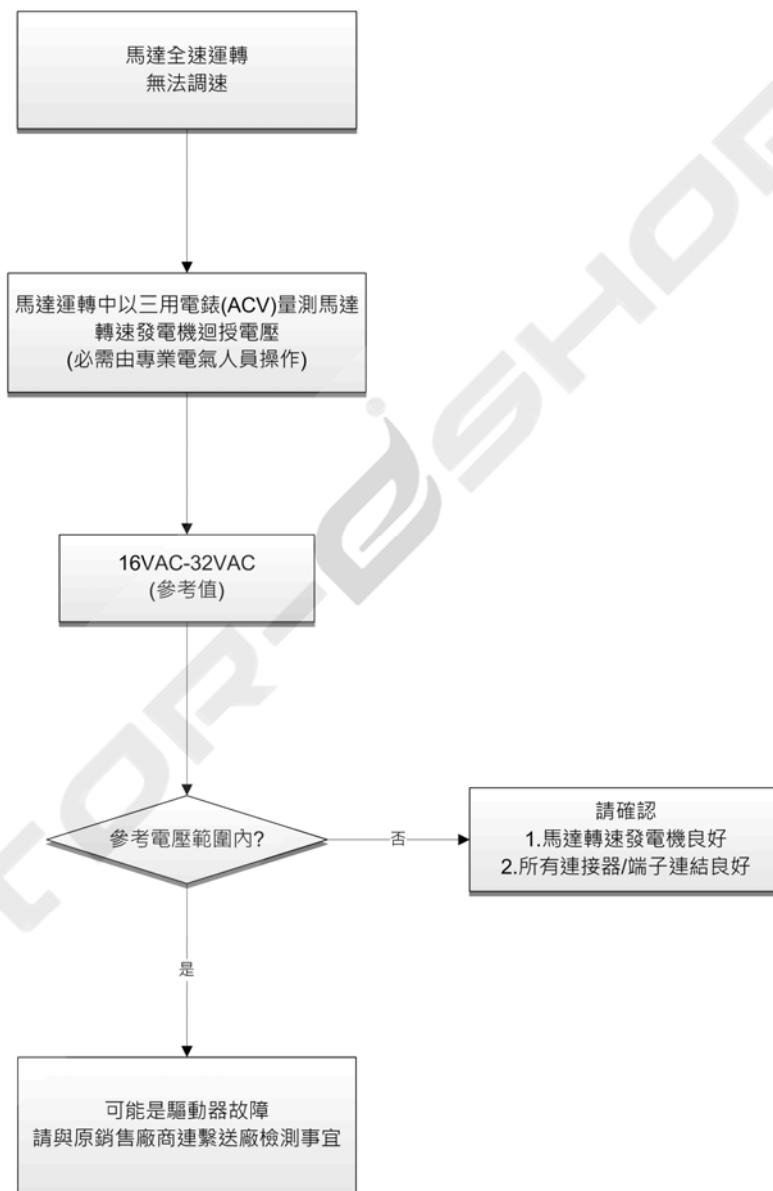 馬達全速運轉
無法調速
馬達運轉中以三用電錶(ACV)量測馬達
轉速發電機迴授電壓
(必需由專業電氣人員操作)
16VAC-32VAC
(參考值)
參考電壓範圍內?
否
請確認
1.馬達轉速發電機良好
2.所有連接器/端子連結良好
是
可能是驅動器故障
請與原銷售廠商連繫送廠檢測事宜
TOR-eSHOP